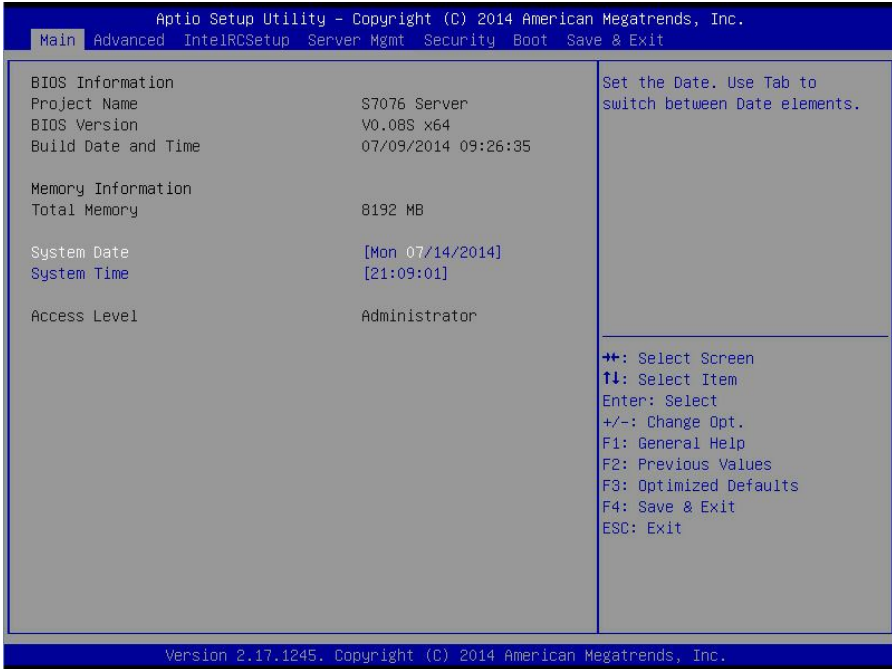 Aptio Setup Utility - Copyright (C) 2014 American Megatrends, Inc.
Main Advanced IntelRCSetup Server Mgmt Security Boot Save & Exit
BIOS Information
Project Name S7076 Server
BIOS Version V0.08S x64
Build Date and Time 07/09/2014 09:26:35
Memory Information
Total Memory 8192 MB
System Date [Mon 07/14/2014]
System Time [21:09:01]
Access Level Administrator
Set the Date. Use Tab to
switch between Date elements.
→←: Select Screen
↑↓: Select Item
Enter: Select
+/-: Change Opt.
F1: General Help
F2: Previous Values
F3: Optimized Defaults
F4: Save & Exit
ESC: Exit
Version 2.17.1245. Copyright (C) 2014 American Megatrends, Inc.